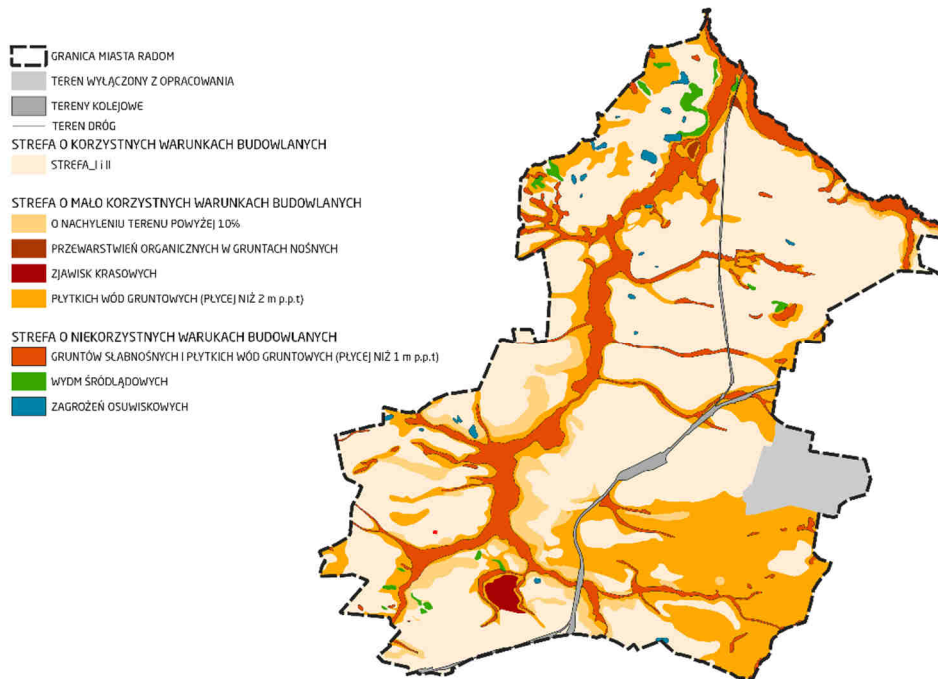 GRANICA MIASTA RADOM
TEREN WYŁĄCZONY Z OPRACOWANIA
TERENY KOLEJOWE
TEREN DRÓG
STREFA O KORZYSTNYCH WARUNKACH BUDOWLANYCH
STREFA_I i II
STREFA O MAŁO KORZYSTNYCH WARUNKACH BUDOWLANYCH
O NACHYLENIU TERENU POWYŻEJ 10%
PRZEWARSTWIEŃ ORGANICZNYCH W GRUNTACH NOŚNYCH
ZJAWISK KRASOWYCH
PŁYTKICH WÓD GRUNTOWYCH (PŁYCEJ NIŻ 2 m p.p.t)
STREFA O NIEKORZYSTNYCH WARUKACH BUDOWLANYCH
GRUNTÓW SŁABNOŚNYCH I PŁYTKICH WÓD GRUNTOWYCH (PŁYCEJ NIŻ 1 m p.p.t)
WYDM ŚRÓDLĄDOWYCH
ZAGROŻEŃ OSUWISKOWYCH